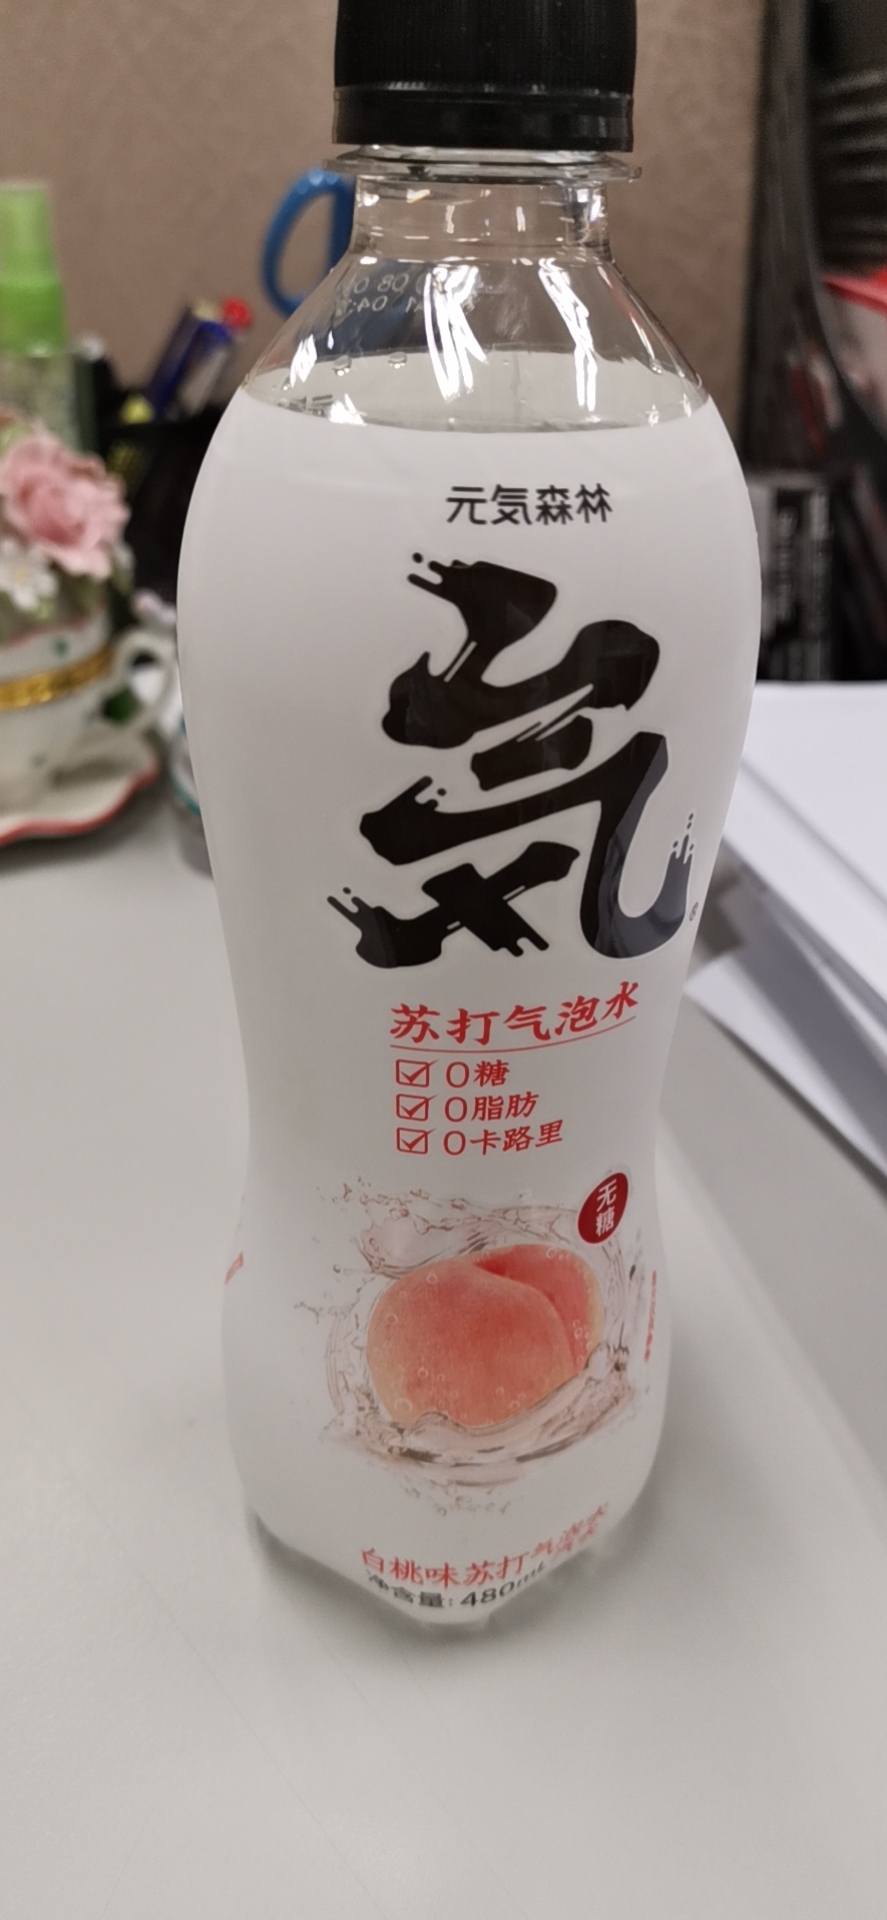 元気森林
気
苏打气泡水
0糖
0脂肪
0卡路里
无糖
白桃味苏打气泡水
净含量: 480mL